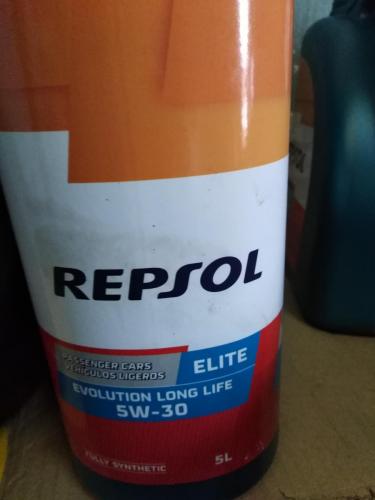 REPSOL
PASSENGER CARS
VEHÍCULOS LIGEROS
ELITE
EVOLUTION LONG LIFE
5W-30
FULLY SYNTHETIC
5L